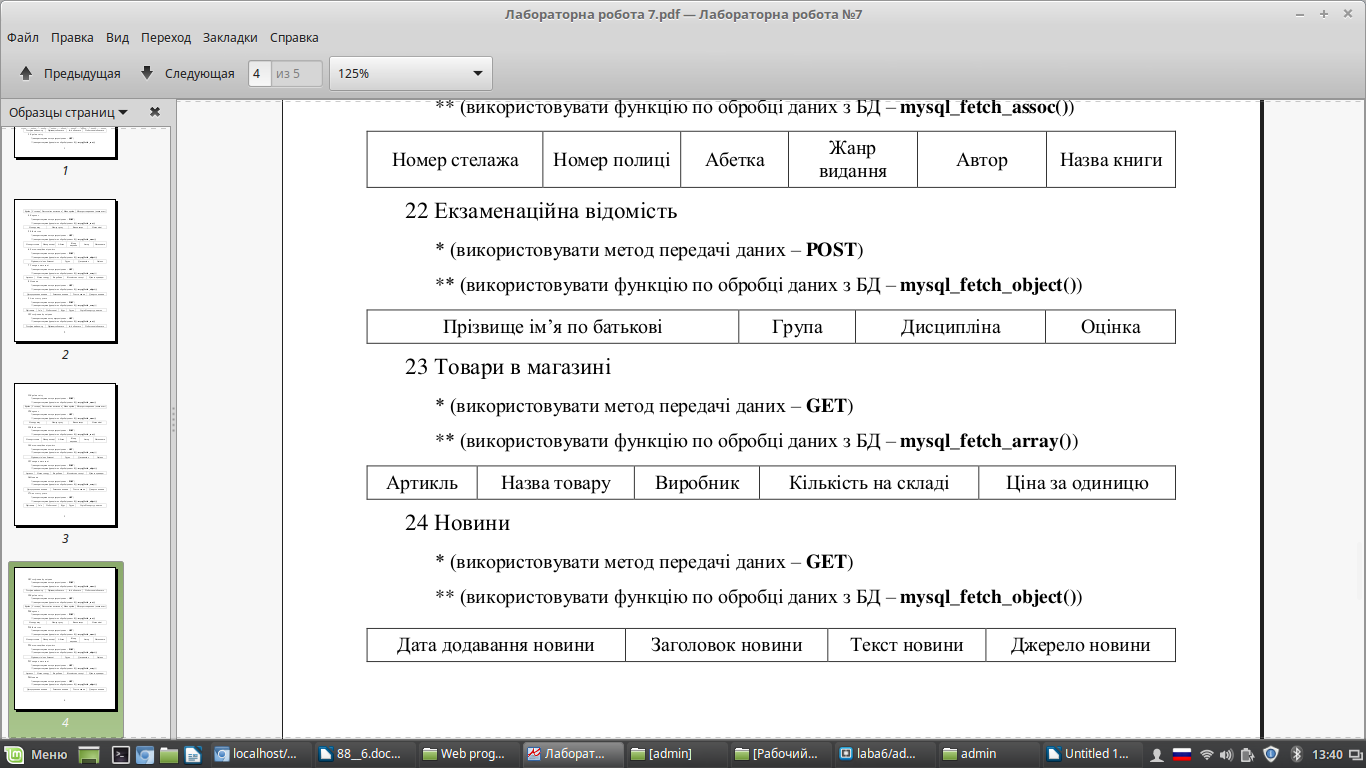 Лабораторна робота 7.pdf — Лабораторна робота №7
Файл Правка Вид Переход Закладки Справка
Предыдущая Следующая 4 из 5 125%
Образцы страниц
1
2
3
4
** (використовувати функцію по обробці даних з БД – mysql_fetch_assoc())
Номер стелажа Номер полиці Абетка Жанр видання Автор Назва книги
22 Екзаменаційна відомість
* (використовувати метод передачі даних – POST)
** (використовувати функцію по обробці даних з БД – mysql_fetch_object())
Прізвище ім’я по батькові Група Дисципліна Оцінка
23 Товари в магазині
* (використовувати метод передачі даних – GET)
** (використовувати функцію по обробці даних з БД – mysql_fetch_array())
Артикль Назва товару Виробник Кількість на складі Ціна за одиницю
24 Новини
* (використовувати метод передачі даних – GET)
** (використовувати функцію по обробці даних з БД – mysql_fetch_object())
Дата додавання новини Заголовок новини Текст новини Джерело новини
Меню localhost/... 88__6.doc... Web prog... Лаборат... [admin] [Рабочий... laba6/ad... admin Untitled 1... 13:40